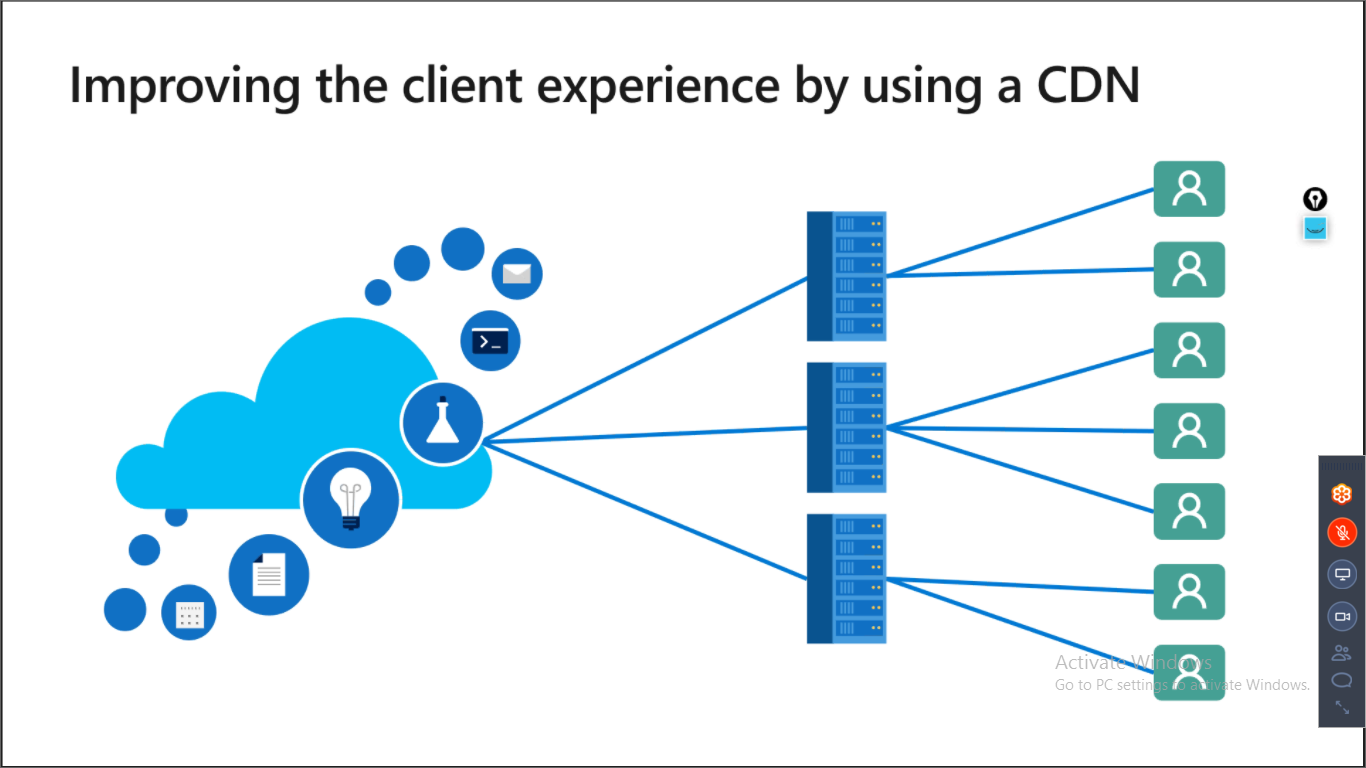 Improving the client experience by using a CDN
>_
Activate Windows
Go to PC settings to activate Windows.